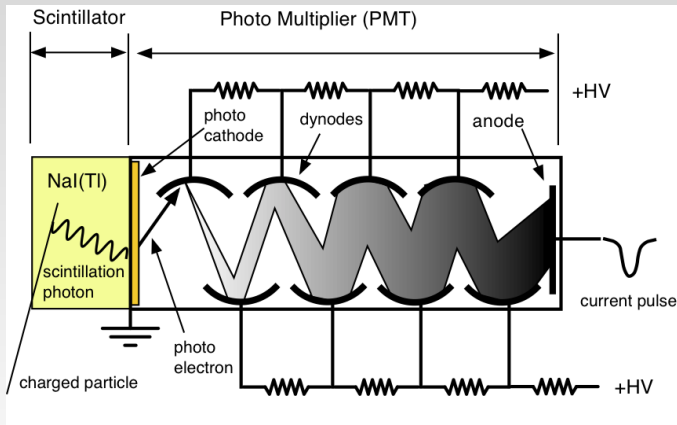 Scintillator
Photo Multiplier (PMT)
+HV
photo
cathode
dynodes
anode
NaI(Tl)
scintillation
photon
current pulse
photo
electron
charged particle
+HV